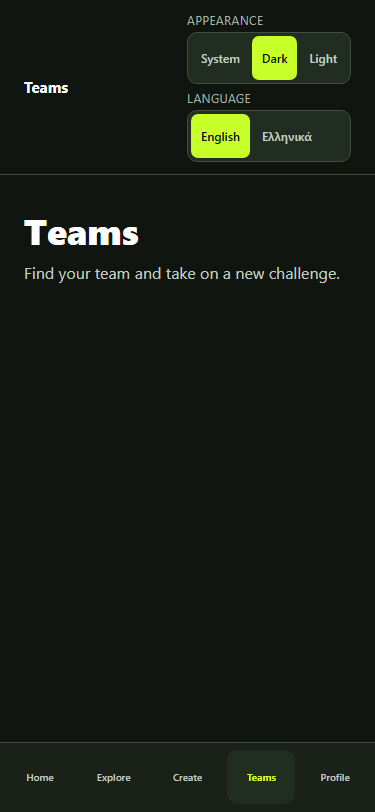 APPEARANCE
System Dark Light
Teams
LANGUAGE
English Ελληνικά
Teams
Find your team and take on a new challenge.
Home Explore Create Teams Profile